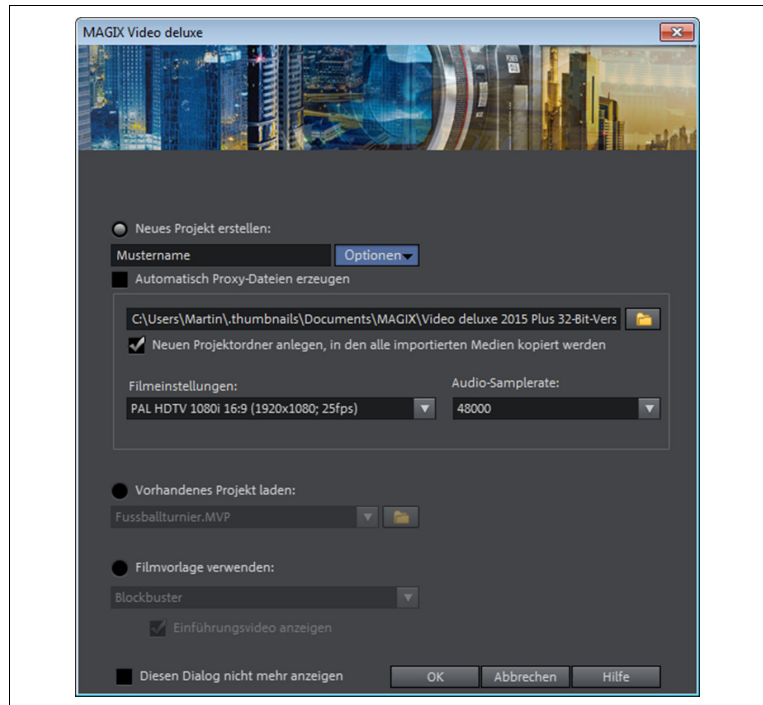 MAGIX Video deluxe
Neues Projekt erstellen:
Mustername
Optionen
Automatisch Proxy-Dateien erzeugen
C:\Users\Martin\.thumbnails\Documents\MAGIX\Video deluxe 2015 Plus 32-Bit-Vers
Neuen Projektordner anlegen, in den alle importierten Medien kopiert werden
Filmeinstellungen:
Audio-Samplerate:
PAL HDTV 1080i 16:9 (1920x1080; 25fps)
48000
Vorhandenes Projekt laden:
Fussballturnier.MVP
Filmvorlage verwenden:
Blockbuster
Einführungsvideo anzeigen
Diesen Dialog nicht mehr anzeigen
OK
Abbrechen
Hilfe